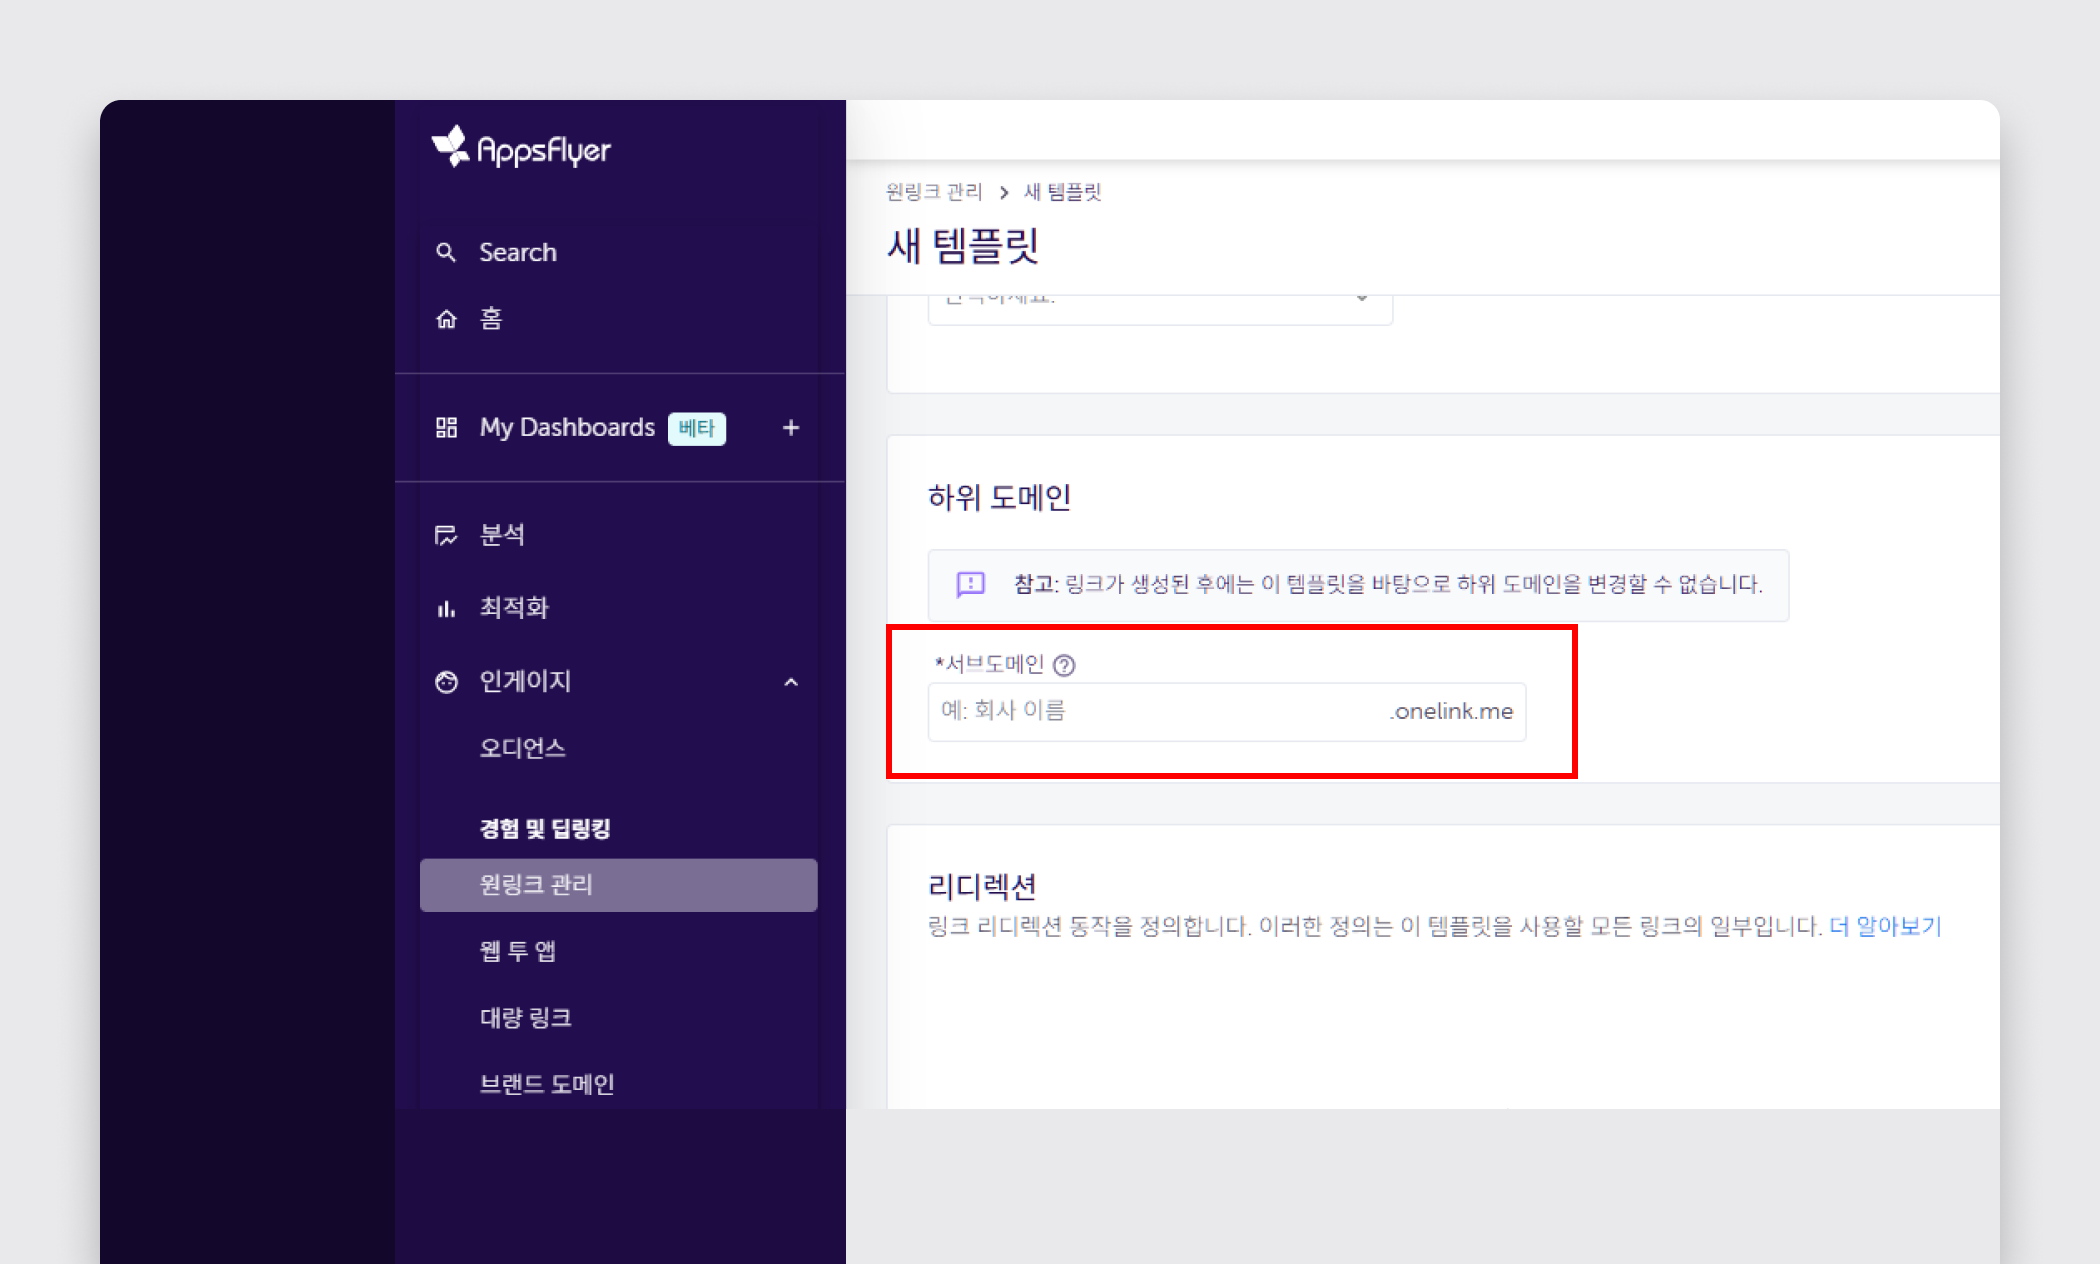 AppsFlyer
Search
홈
My Dashboards 베타 +
분석
최적화
인게이지
오디언스
경험 및 딥링킹
원링크 관리
웹 투 앱
대량 링크
브랜드 도메인
원링크 관리 > 새 템플릿
새 템플릿
하위 도메인
참고: 링크가 생성된 후에는 이 템플릿을 바탕으로 하위 도메인을 변경할 수 없습니다.
*서브도메인 ?
예: 회사 이름 .onelink.me
리디렉션
링크 리디렉션 동작을 정의합니다. 이러한 정의는 이 템플릿을 사용할 모든 링크의 일부입니다. 더 알아보기